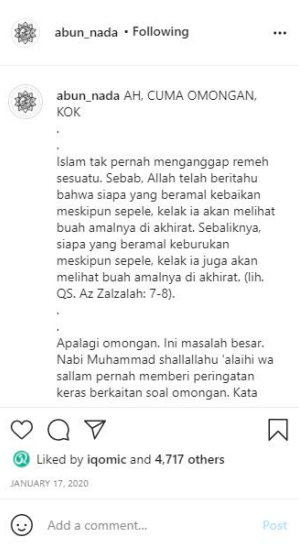 abun_nada • Following
abun_nada AH, CUMA OMONGAN,
KOK
.
.
Islam tak pernah menganggap remeh
sesuatu. Sebab, Allah telah beritahu
bahwa siapa yang beramal kebaikan
meskipun sepele, kelak ia akan melihat
buah amalnya di akhirat. Sebaliknya,
siapa yang beramal keburukan
meskipun sepele, kelak ia juga akan
melihat buah amalnya di akhirat. (lih.
QS. Az Zalzalah: 7-8).
.
.
Apalagi omongan. Ini masalah besar.
Nabi Muhammad shallallahu 'alaihi wa
sallam pernah memberi peringatan
keras berkaitan soal omongan. Kata
Liked by iqomic and 4,717 others
JANUARY 17, 2020
Add a comment... Post